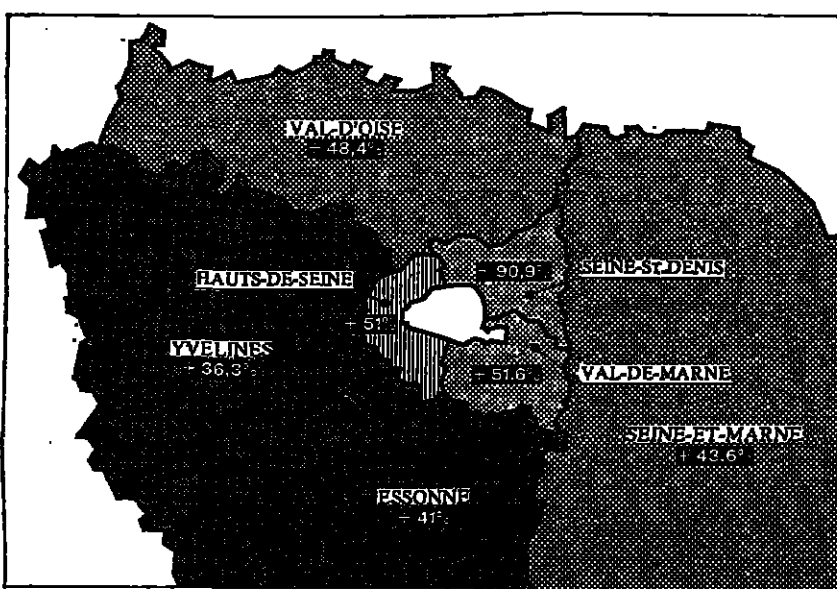 VAL-D'OISE
+ 48,4%
HAUTS-DE-SEINE
+ 90,9%
SEINE-St-DENIS
+ 51%
YVELINES
+ 36,3%
+ 51,6%
VAL-DE-MARNE
SEINE-ET-MARNE
+ 43,6%
ESSONNE
+ 41%